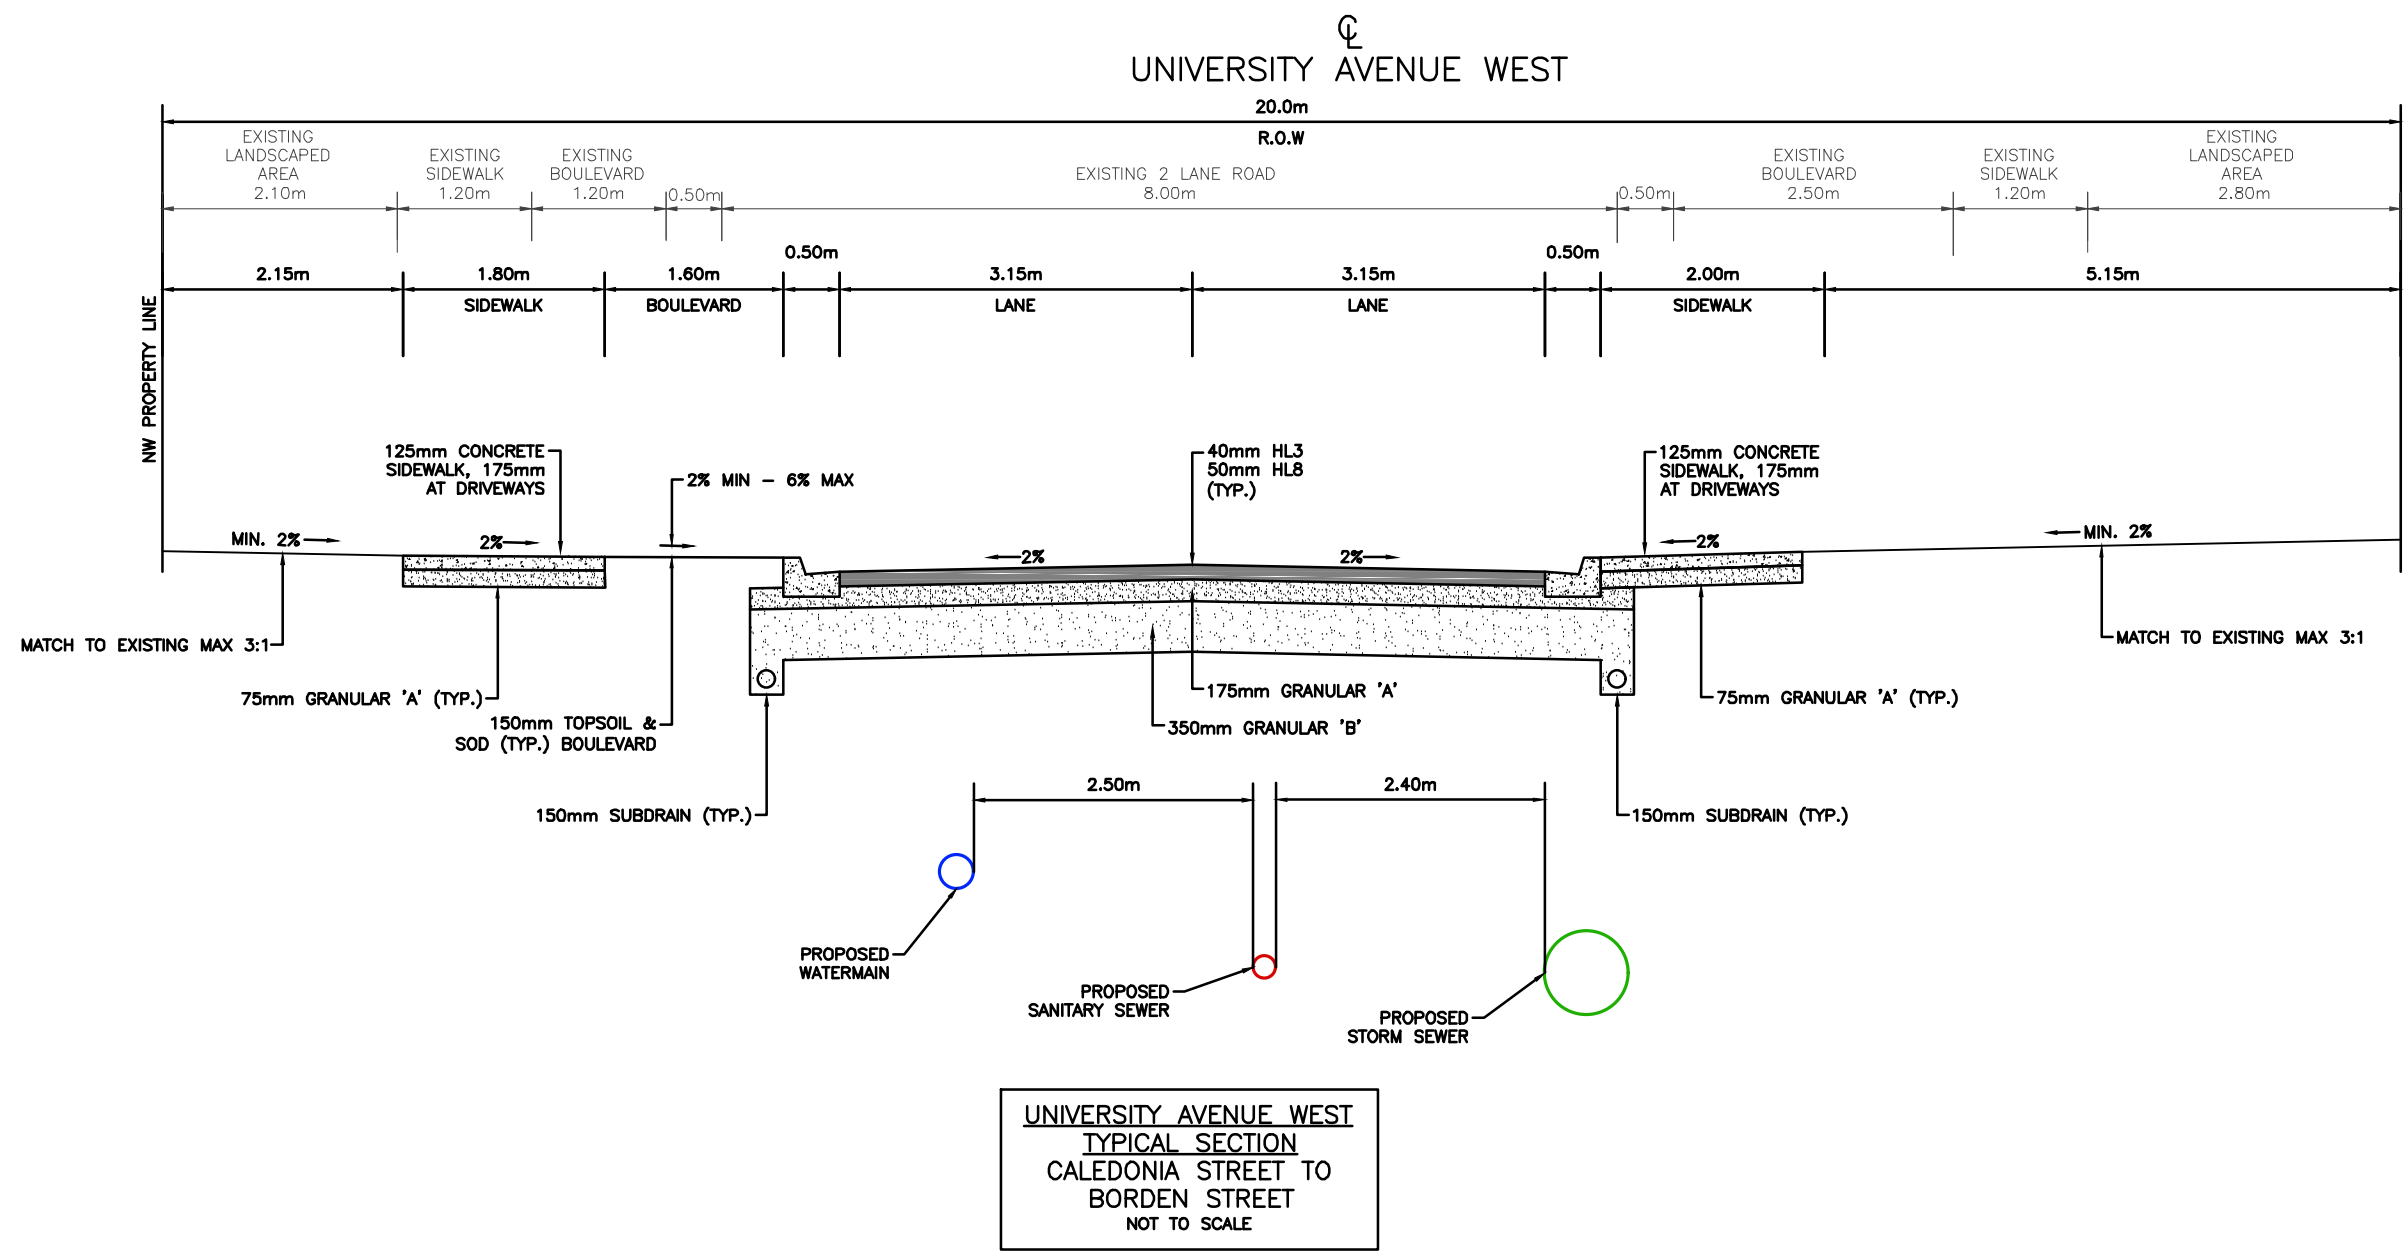 ℄
UNIVERSITY AVENUE WEST
20.0m
R.O.W
EXISTING
LANDSCAPED
AREA
2.10m
EXISTING
SIDEWALK
1.20m
EXISTING
BOULEVARD
1.20m
0.50m
EXISTING 2 LANE ROAD
8.00m
0.50m
EXISTING
BOULEVARD
2.50m
EXISTING
SIDEWALK
1.20m
EXISTING
LANDSCAPED
AREA
2.80m
2.15m
1.80m
SIDEWALK
1.60m
BOULEVARD
0.50m
3.15m
LANE
3.15m
LANE
0.50m
2.00m
SIDEWALK
5.15m
NW PROPERTY LINE
125mm CONCRETE
SIDEWALK, 175mm
AT DRIVEWAYS
2% MIN - 6% MAX
40mm HL3
50mm HL8
(TYP.)
125mm CONCRETE
SIDEWALK, 175mm
AT DRIVEWAYS
MIN. 2%
2%
2%
2%
2%
MIN. 2%
MATCH TO EXISTING MAX 3:1
75mm GRANULAR 'A' (TYP.)
150mm TOPSOIL &
SOD (TYP.) BOULEVARD
150mm SUBDRAIN (TYP.)
175mm GRANULAR 'A'
350mm GRANULAR 'B'
MATCH TO EXISTING MAX 3:1
75mm GRANULAR 'A' (TYP.)
150mm SUBDRAIN (TYP.)
2.50m
2.40m
PROPOSED
WATERMAIN
PROPOSED
SANITARY SEWER
PROPOSED
STORM SEWER
UNIVERSITY AVENUE WEST
TYPICAL SECTION
CALEDONIA STREET TO
BORDEN STREET
NOT TO SCALE